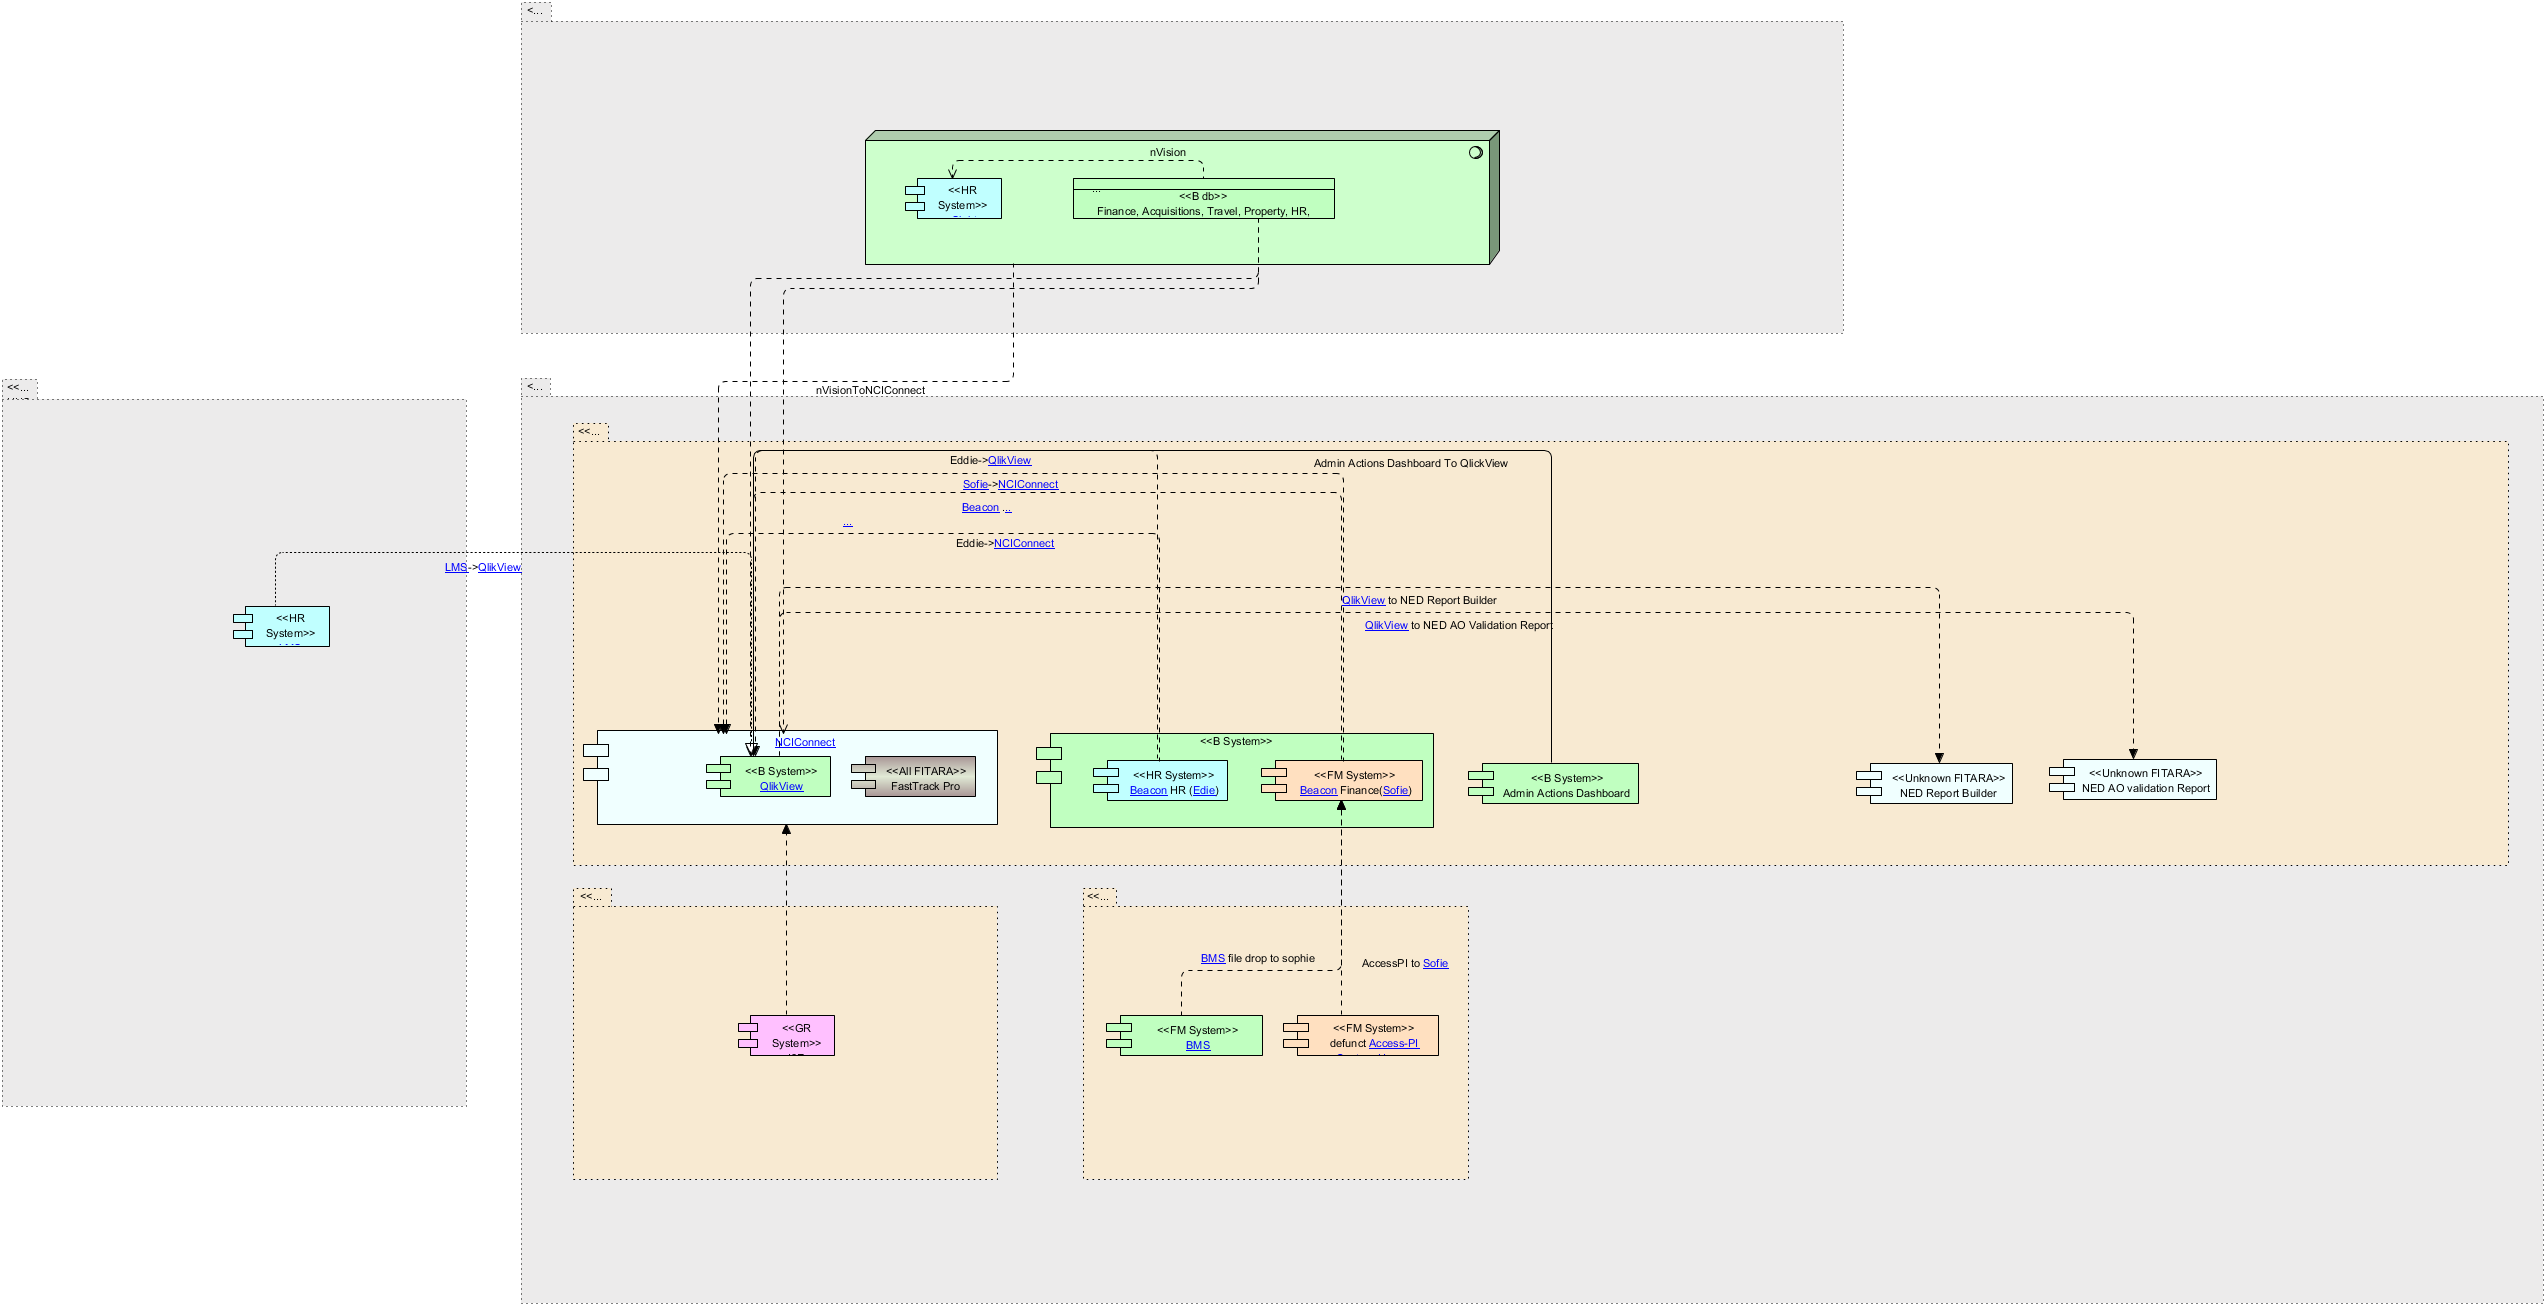 <...
nVision
<<HR
System>>
...
<<B db>>
Finance, Acquisitions, Travel, Property, HR,
<<...
<...
nVisionToNCIConnect
<<...
Eddie->QlikView
Admin Actions Dashboard To QlickView
Sofie->NCIConnect
Beacon ...
...
Eddie->NCIConnect
LMS->QlikView
QlikView to NED Report Builder
QlikView to NED AO Validation Report
<<HR
System>>
NCIConnect
<<B System>>
QlikView
<<All FITARA>>
FastTrack Pro
<<B System>>
<<HR System>>
Beacon HR (Edie)
<<FM System>>
Beacon Finance(Sofie)
<<B System>>
Admin Actions Dashboard
<<Unknown FITARA>>
NED Report Builder
<<Unknown FITARA>>
NED AO validation Report
<<...
<<...
BMS file drop to sophie
AccessPI to Sofie
<<GR
System>>
<<FM System>>
BMS
<<FM System>>
defunct Access-PI